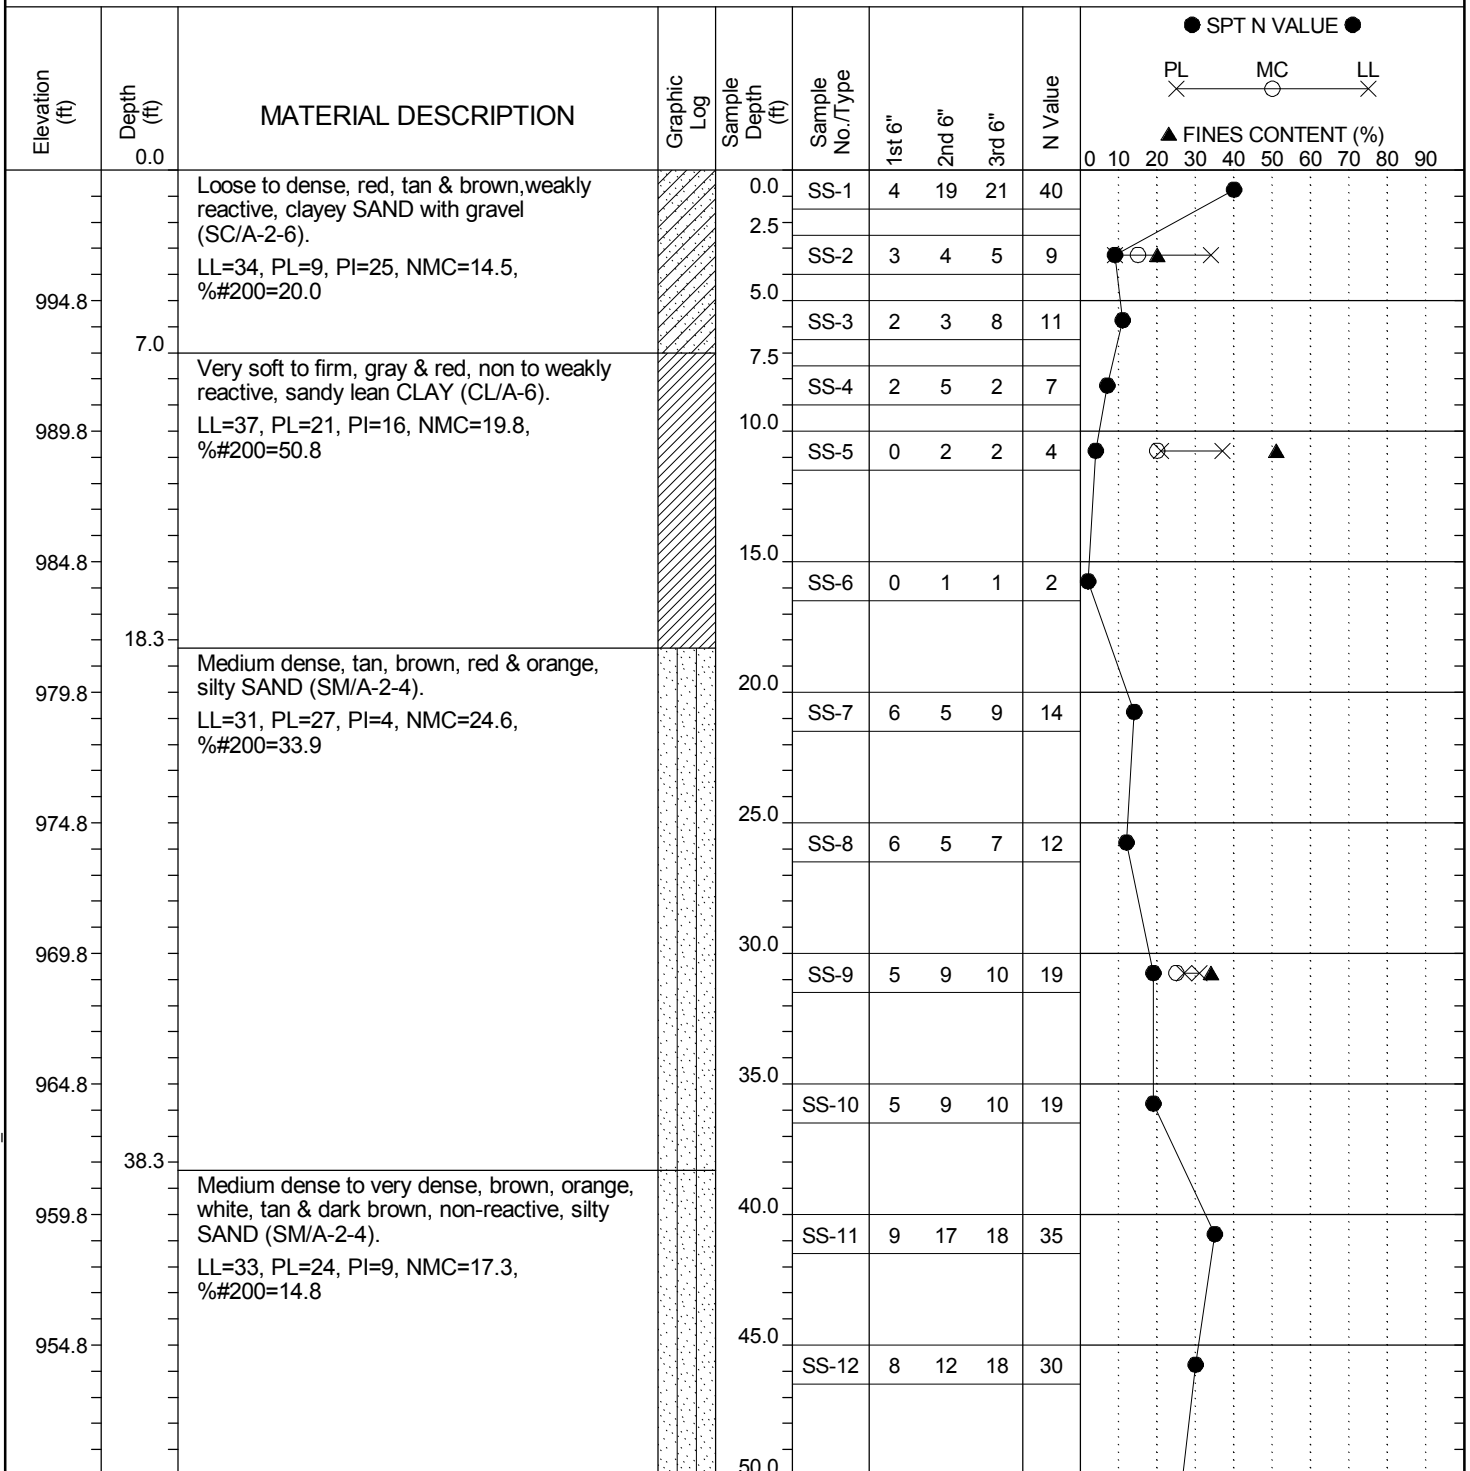 ● SPT N VALUE ●
PL MC LL
▲ FINES CONTENT (%)
0 10 20 30 40 50 60 70 80 90
Elevation (ft)
Depth (ft)
0.0
MATERIAL DESCRIPTION
Graphic Log
Sample Depth (ft)
Sample No./Type
1st 6"
2nd 6"
3rd 6"
N Value
Loose to dense, red, tan & brown,weakly
reactive, clayey SAND with gravel
(SC/A-2-6).
LL=34, PL=9, PI=25, NMC=14.5,
%#200=20.0
0.0
SS-1 4 19 21 40
2.5
SS-2 3 4 5 9
994.8
5.0
SS-3 2 3 8 11
7.0
7.5
Very soft to firm, gray & red, non to weakly
reactive, sandy lean CLAY (CL/A-6).
LL=37, PL=21, PI=16, NMC=19.8,
%#200=50.8
SS-4 2 5 2 7
989.8
10.0
SS-5 0 2 2 4
984.8
15.0
SS-6 0 1 1 2
18.3
Medium dense, tan, brown, red & orange,
silty SAND (SM/A-2-4).
LL=31, PL=27, PI=4, NMC=24.6,
%#200=33.9
979.8
20.0
SS-7 6 5 9 14
974.8
25.0
SS-8 6 5 7 12
969.8
30.0
SS-9 5 9 10 19
964.8
35.0
SS-10 5 9 10 19
38.3
Medium dense to very dense, brown, orange,
white, tan & dark brown, non-reactive, silty
SAND (SM/A-2-4).
LL=33, PL=24, PI=9, NMC=17.3,
%#200=14.8
959.8
40.0
SS-11 9 17 18 35
954.8
45.0
SS-12 8 12 18 30
50.0